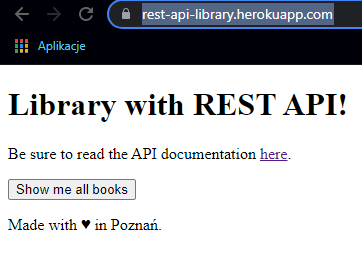 rest-api-library.herokuapp.com
Aplikacje
Library with REST API!
Be sure to read the API documentation here.
Show me all books
Made with ♥ in Poznań.